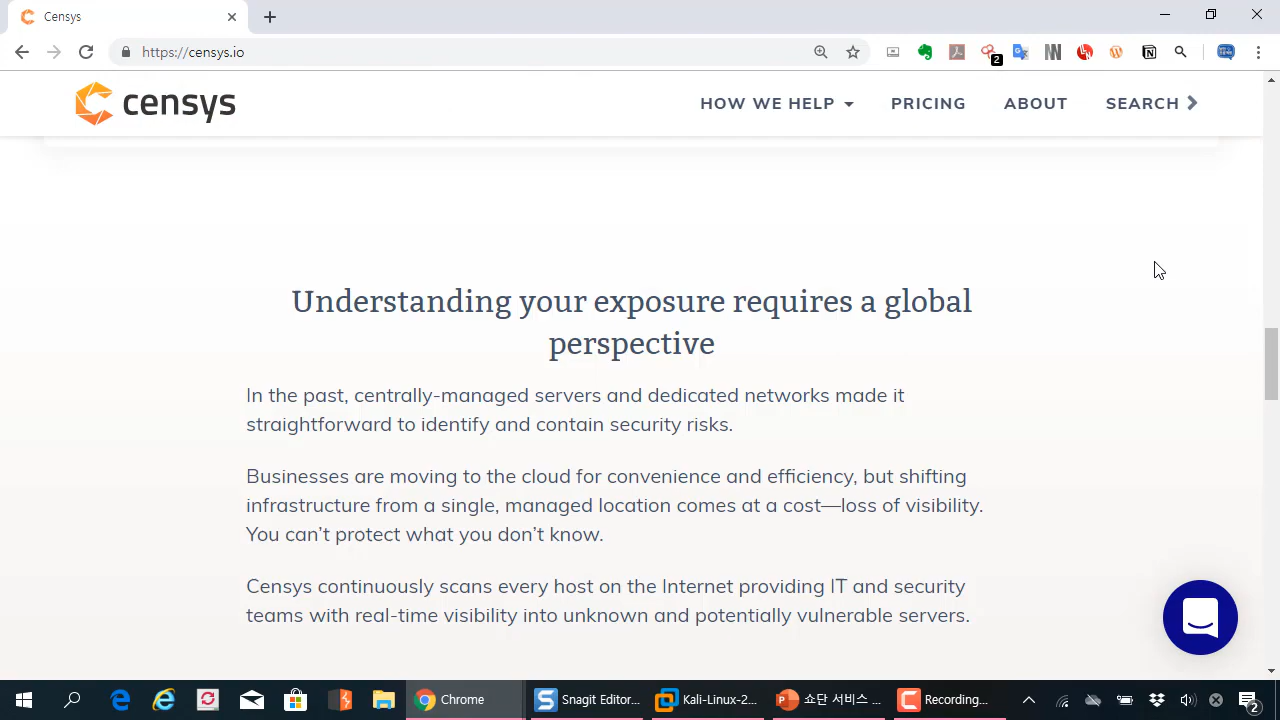 Censys
https://censys.io
2
censys
HOW WE HELP
PRICING
ABOUT
SEARCH
Understanding your exposure requires a global
perspective
In the past, centrally-managed servers and dedicated networks made it
straightforward to identify and contain security risks.
Businesses are moving to the cloud for convenience and efficiency, but shifting
infrastructure from a single, managed location comes at a cost—loss of visibility.
You can’t protect what you don’t know.
Censys continuously scans every host on the Internet providing IT and security
teams with real-time visibility into unknown and potentially vulnerable servers.
Chrome
Snagit Editor...
Kali-Linux-2...
쇼단 서비스 ...
Recording...
2